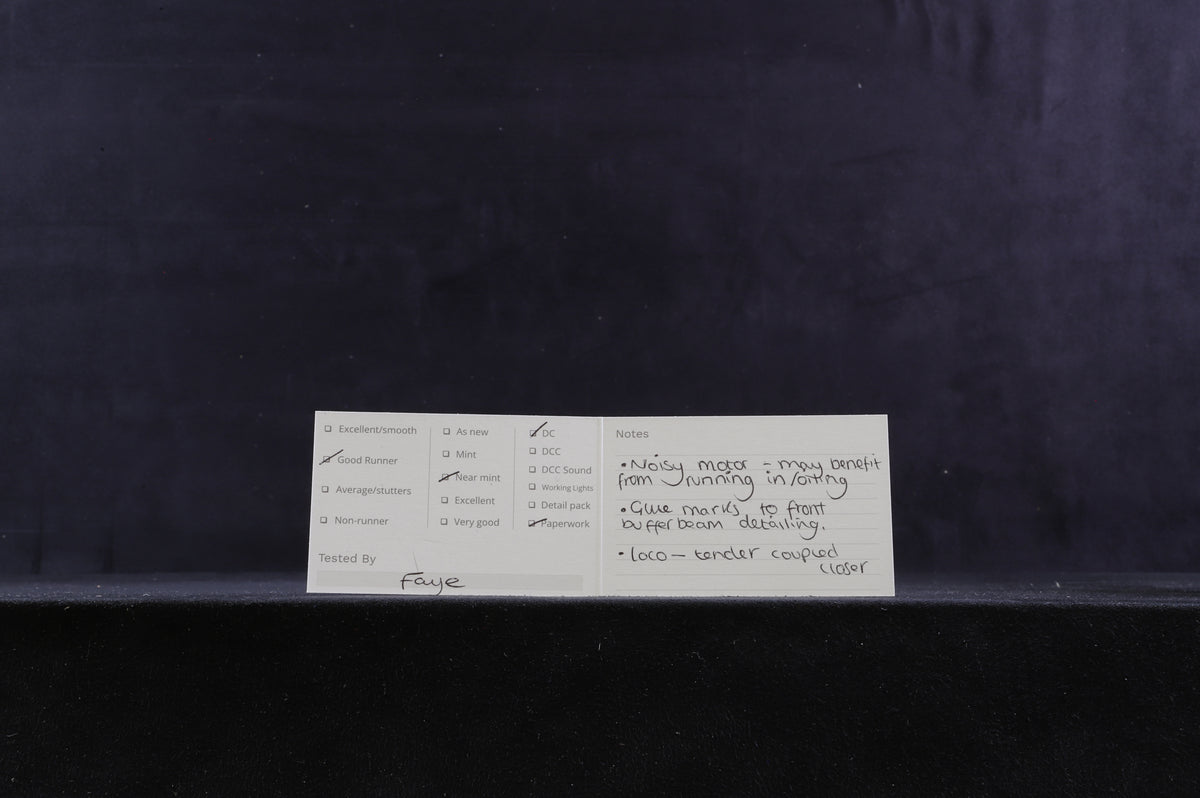 Excellent/smooth
Good Runner
Average/stutters
Non-runner
As new
Mint
Near mint
Excellent
Very good
DC
DCC
DCC Sound
Working Lights
Detail pack
Paperwork
Tested By
Faye
Notes
• Noisy motor - may benefit
from running in/oiling
• Glue marks to front
buffer beam detailing.
• loco - tender coupled
closer